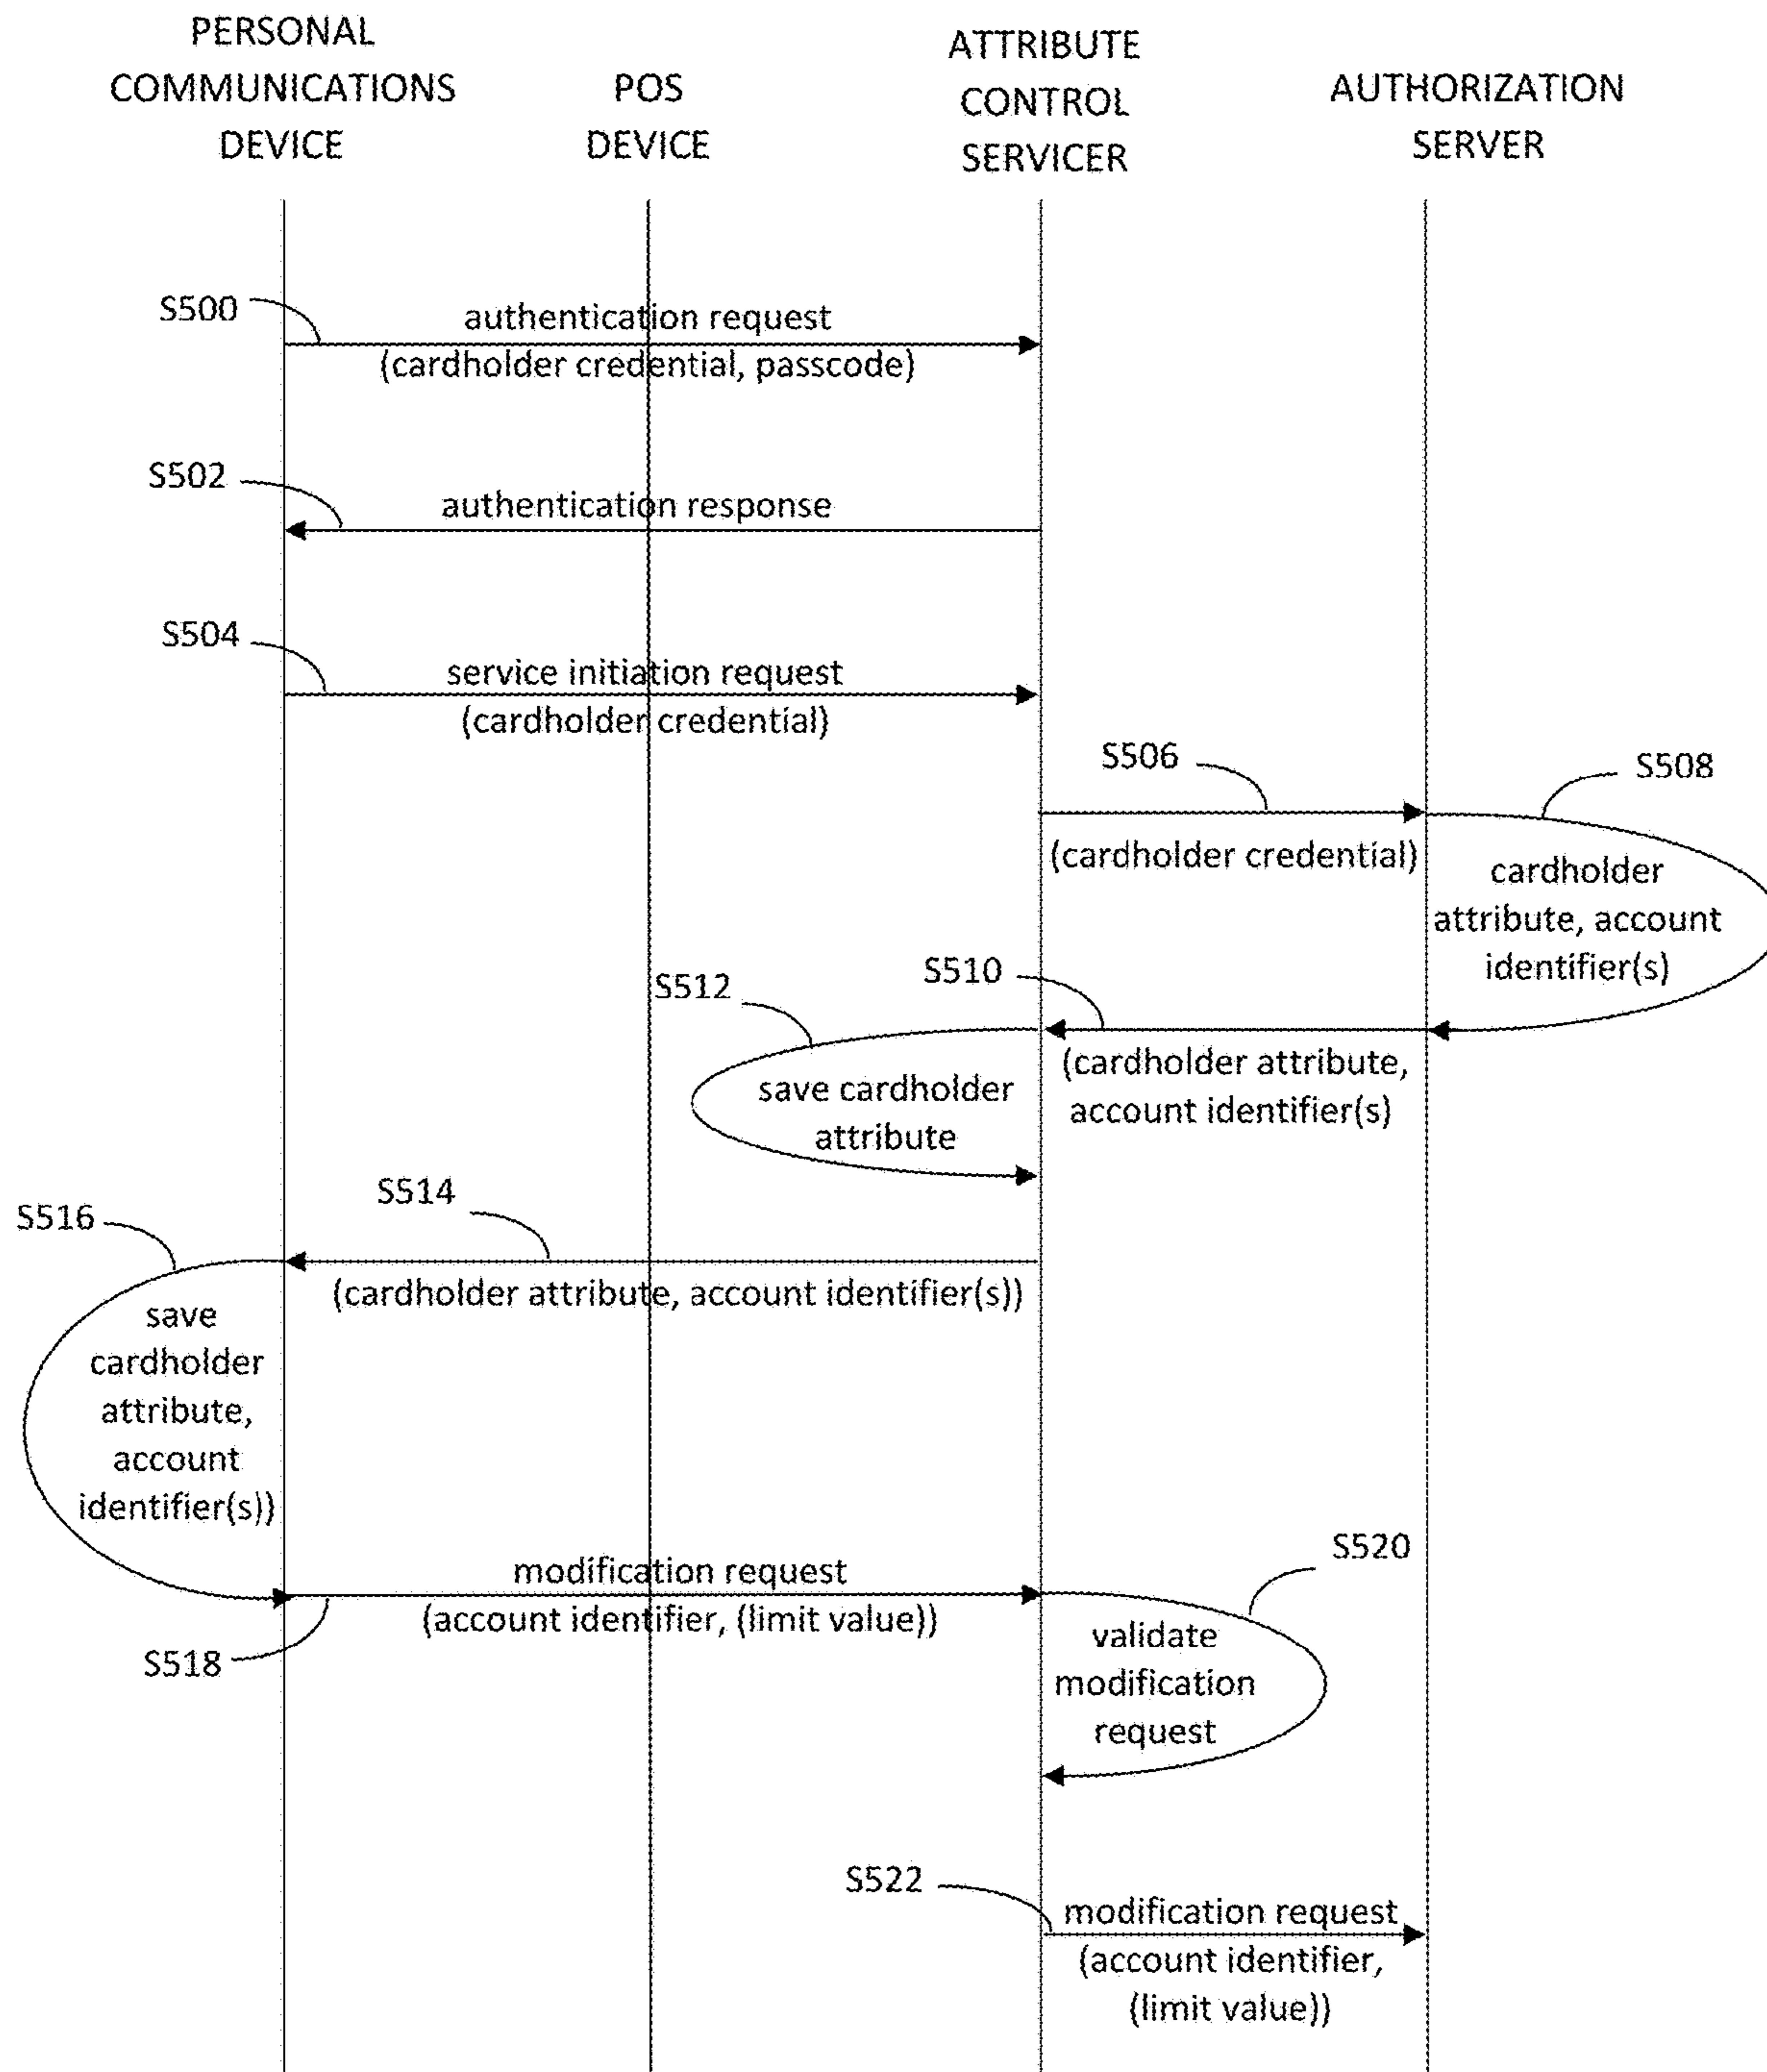 PERSONAL
COMMUNICATIONS
DEVICE
POS
DEVICE
ATTRIBUTE
CONTROL
SERVICER
AUTHORIZATION
SERVER
S500
authentication request
(cardholder credential, passcode)
S502
authentication response
S504
service initiation request
(cardholder credential)
S506
(cardholder credential)
S508
cardholder
attribute, account
identifier(s)
S510
(cardholder attribute,
account identifier(s)
S512
save cardholder
attribute
S514
(cardholder attribute, account identifier(s))
S516
save
cardholder
attribute,
account
identifier(s))
modification request
(account identifier, (limit value))
S518
S520
validate
modification
request
S522
modification request
(account identifier,
(limit value))